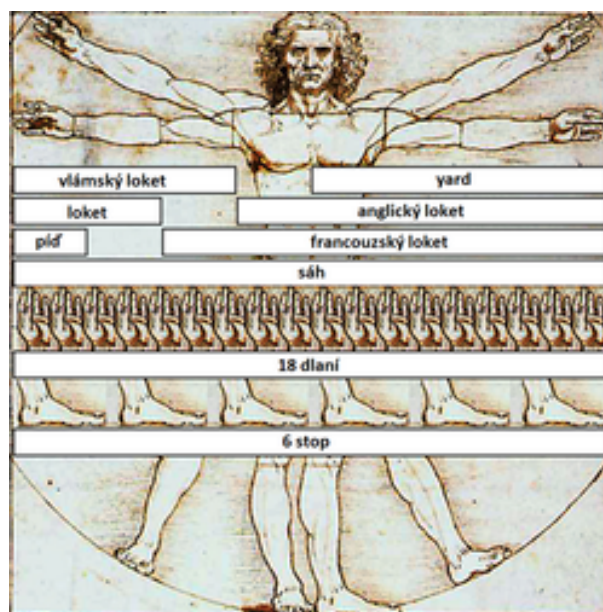 vlámský loket
yard
loket
anglický loket
píď
francouzský loket
sáh
18 dlaní
6 stop